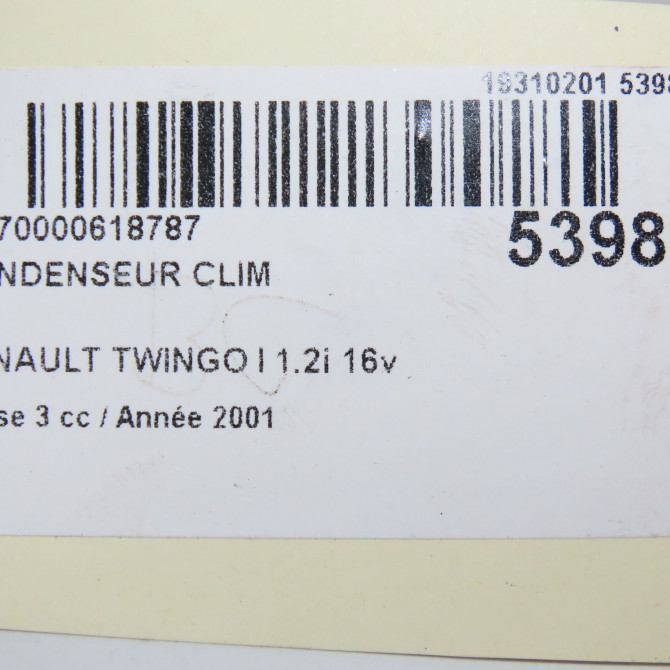 19310201 5398
70000618787
5398
NDENSEUR CLIM
NAULT TWINGO I 1.2i 16v
se 3 cc / Année 2001